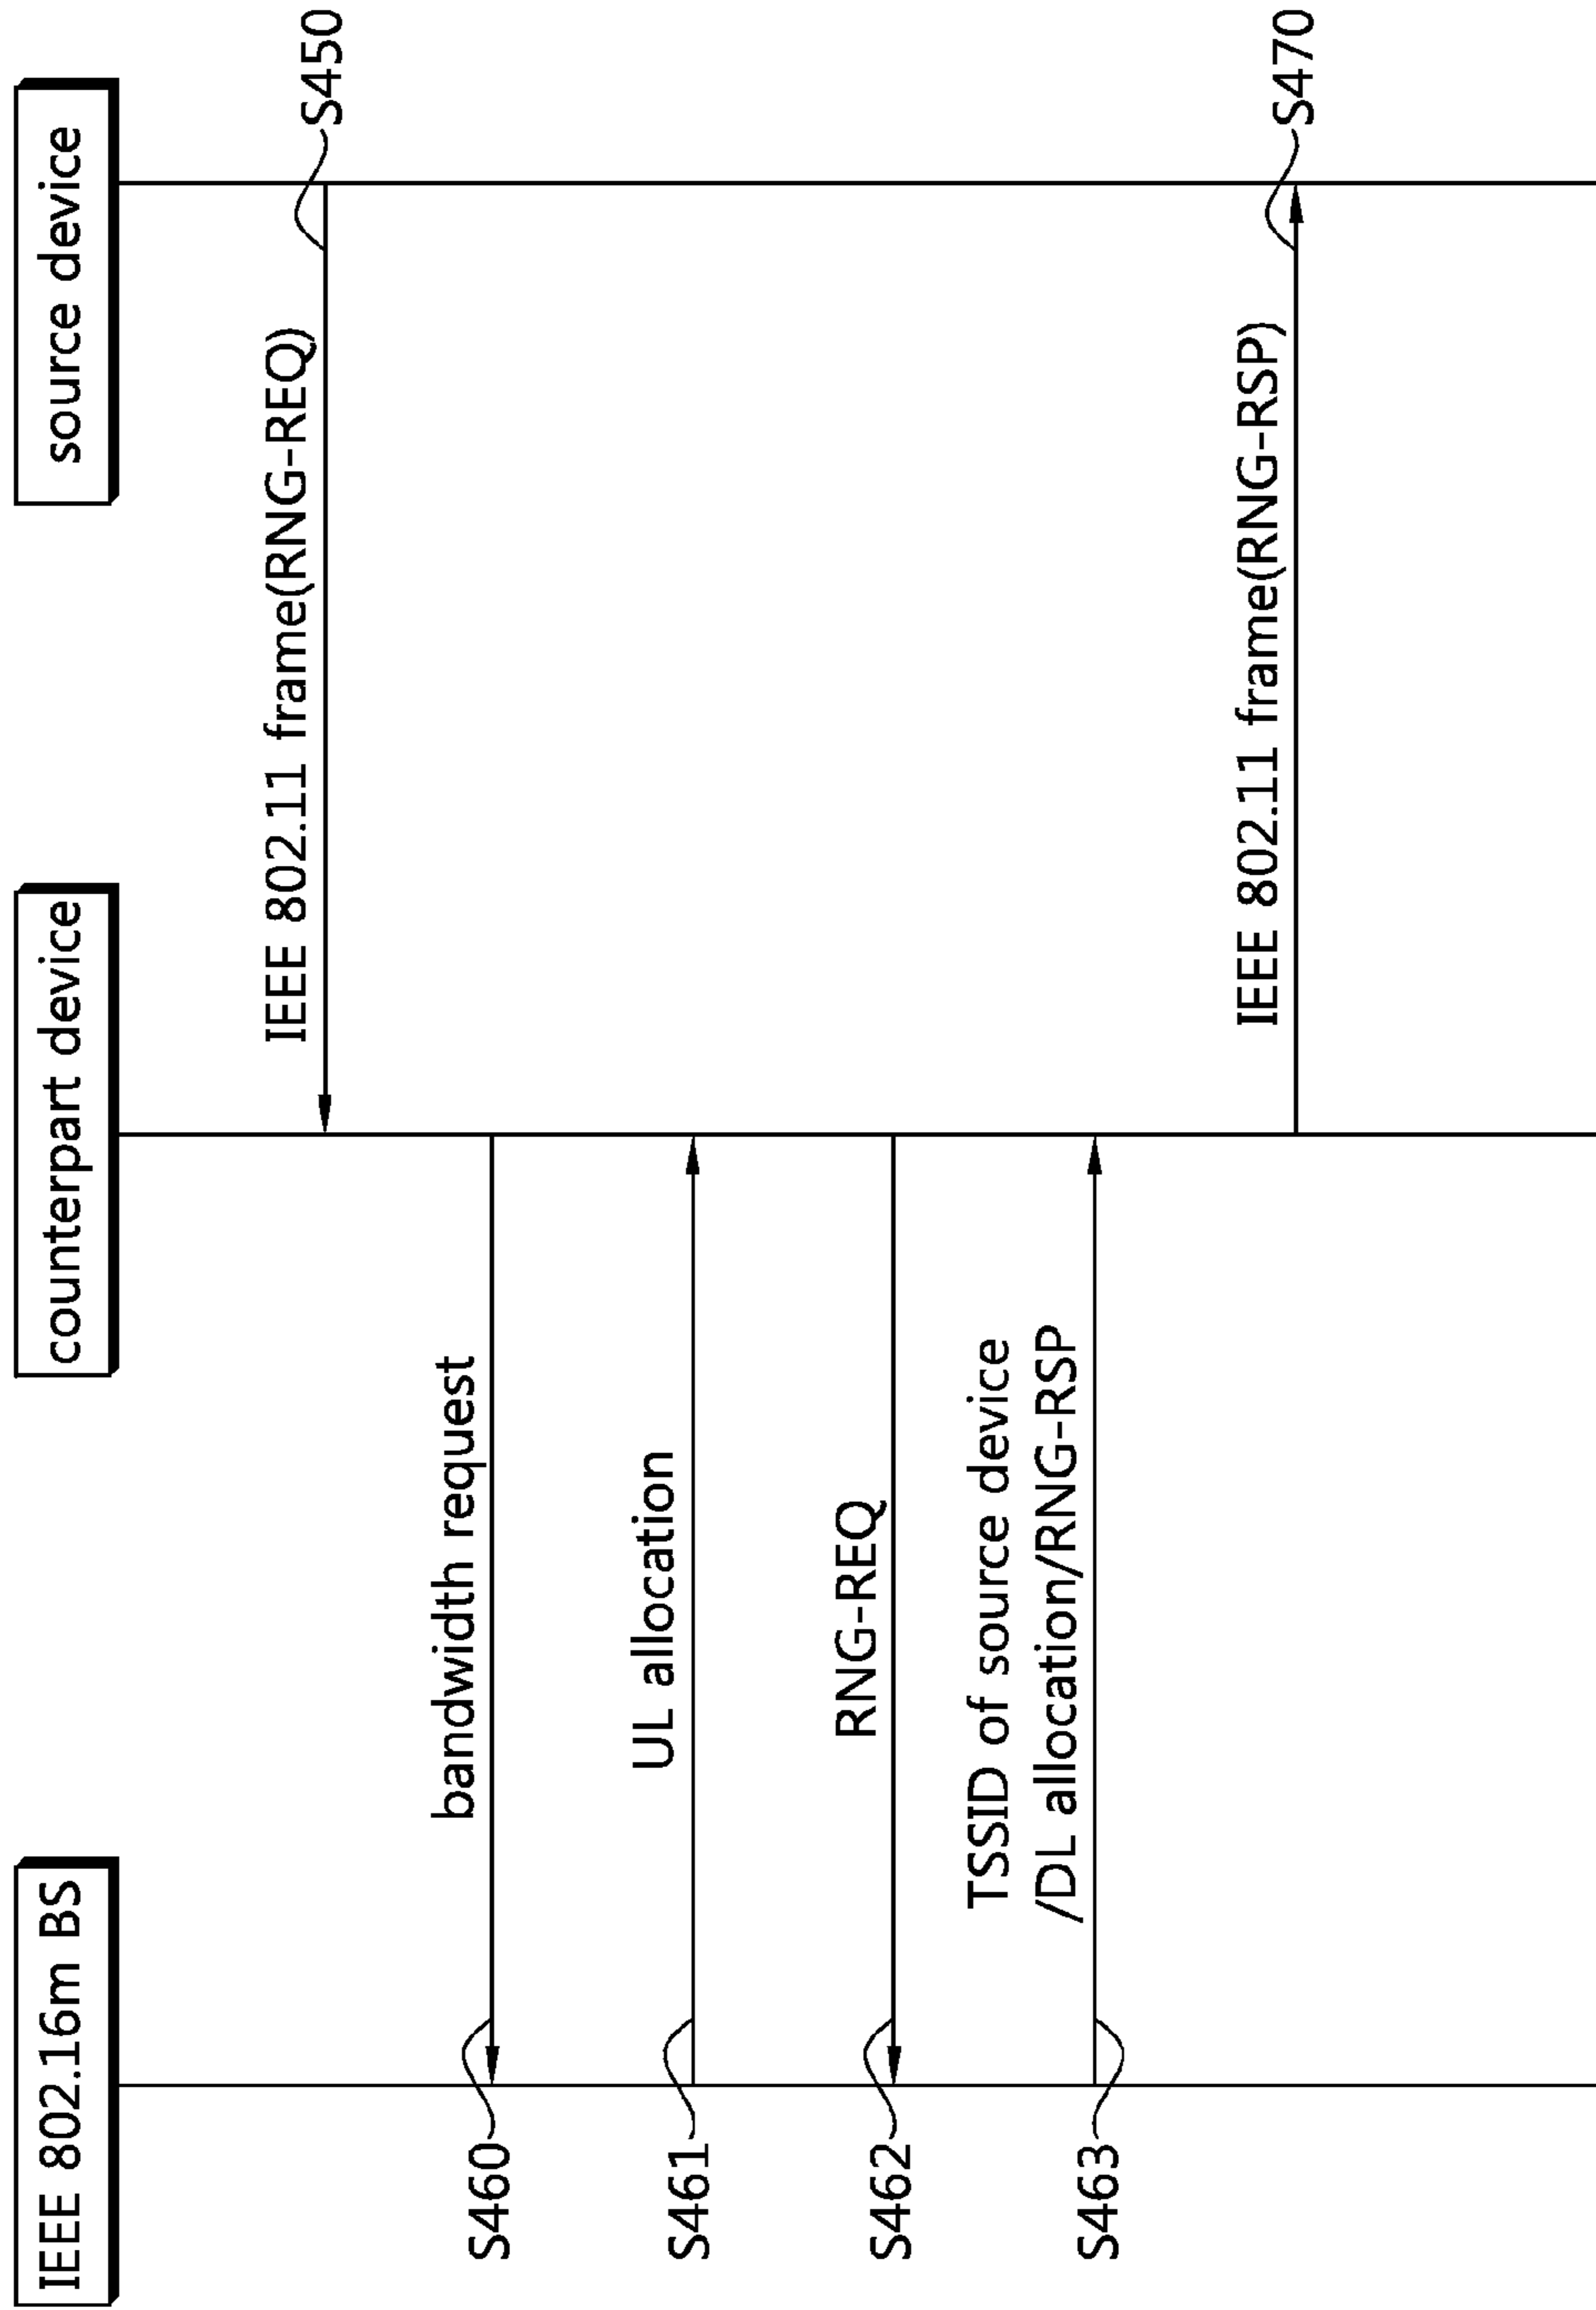 IEEE 802.16m BS
counterpart device
source device
IEEE 802.11 frame(RNG-REQ)
S450
S460
bandwidth request
S461
UL allocation
S462
RNG-REQ
S463
TSSID of source device
/DL allocation/RNG-RSP
IEEE 802.11 frame(RNG-RSP)
S470